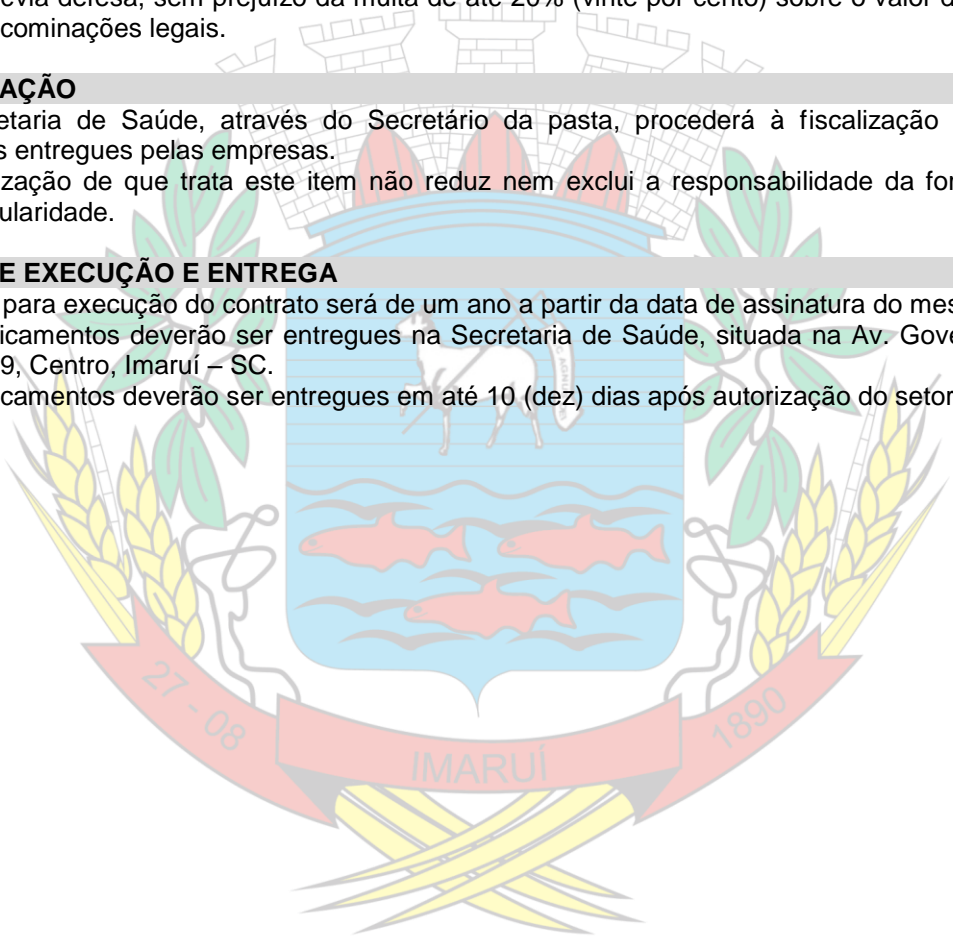 évia defesa, sem prejuízo da multa de até 20% (vinte por cento) sobre o valor d
cominações legais.
AÇÃO
etaria de Saúde, através do Secretário da pasta, procederá à fiscalização
s entregues pelas empresas.
ização de que trata este item não reduz nem exclui a responsabilidade da for
ularidade.
E EXECUÇÃO E ENTREGA
para execução do contrato será de um ano a partir da data de assinatura do mes
icamentos deverão ser entregues na Secretaria de Saúde, situada na Av. Gove
9, Centro, Imaruí – SC.
camentos deverão ser entregues em até 10 (dez) dias após autorização do setor
27 - 08
IMARUÍ
1890